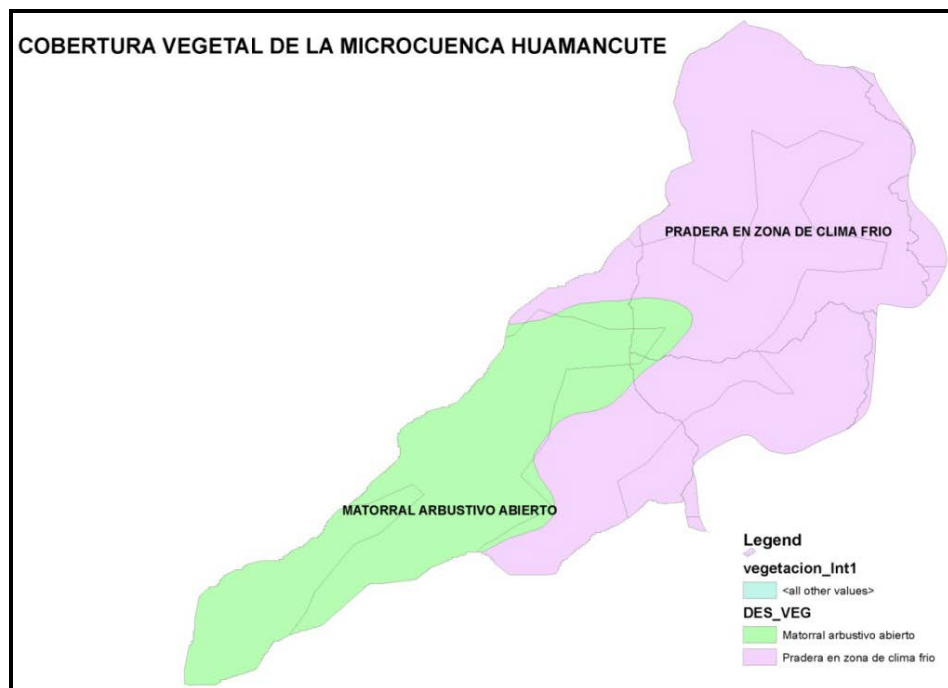 COBERTURA VEGETAL DE LA MICROCUENCA HUAMANCUTE
PRADERA EN ZONA DE CLIMA FRIO
MATORRAL ARBUSTIVO ABIERTO
Legend
vegetacion_Int1
<all other values>
DES_VEG
Matorral arbustivo abierto
Pradera en zona de clima frio